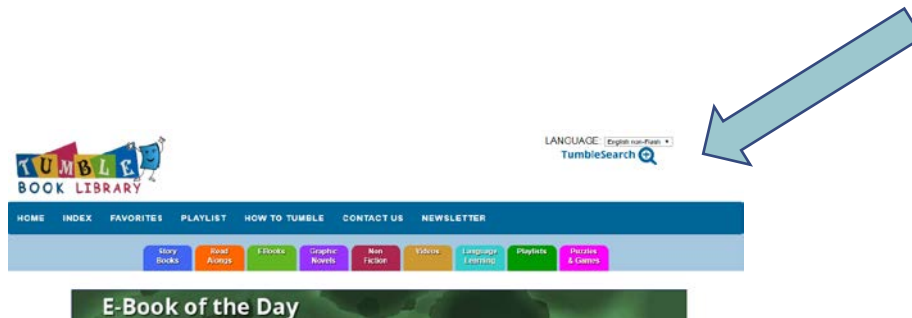 TUMBLE
BOOK LIBRARY
LANGUAGE: English non-Flash
TumbleSearch
HOME INDEX FAVORITES PLAYLIST HOW TO TUMBLE CONTACT US NEWSLETTER
Story Books
Read Alongs
EBooks
Graphic Novels
Non Fiction
Videos
Language Learning
Playlists
Puzzles & Games
E-Book of the Day